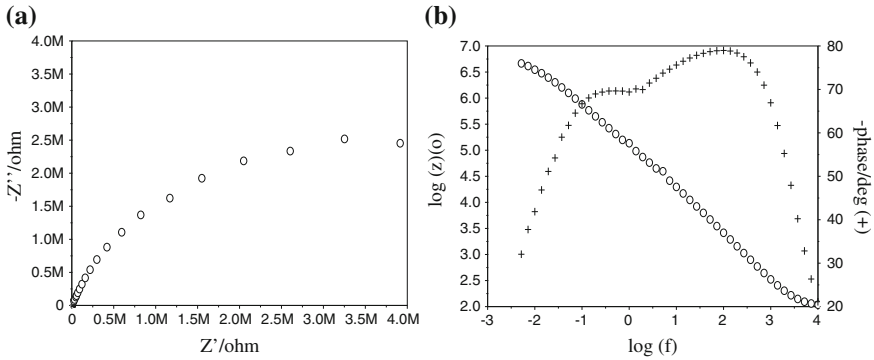 (a)
4.0M
3.5M
3.0M
2.5M
2.0M
1.5M
1.0M
0.5M
0
-Z''/ohm
0 0.5M 1.0M 1.5M 2.0M 2.5M 3.0M 3.5M 4.0M
Z'/ohm
(b)
7.0
6.5
6.0
5.5
5.0
4.5
4.0
3.5
3.0
2.5
2.0
log (z)(o)
80
70
60
50
40
30
20
-phase/deg (+)
-3 -2 -1 0 1 2 3 4
log (f)